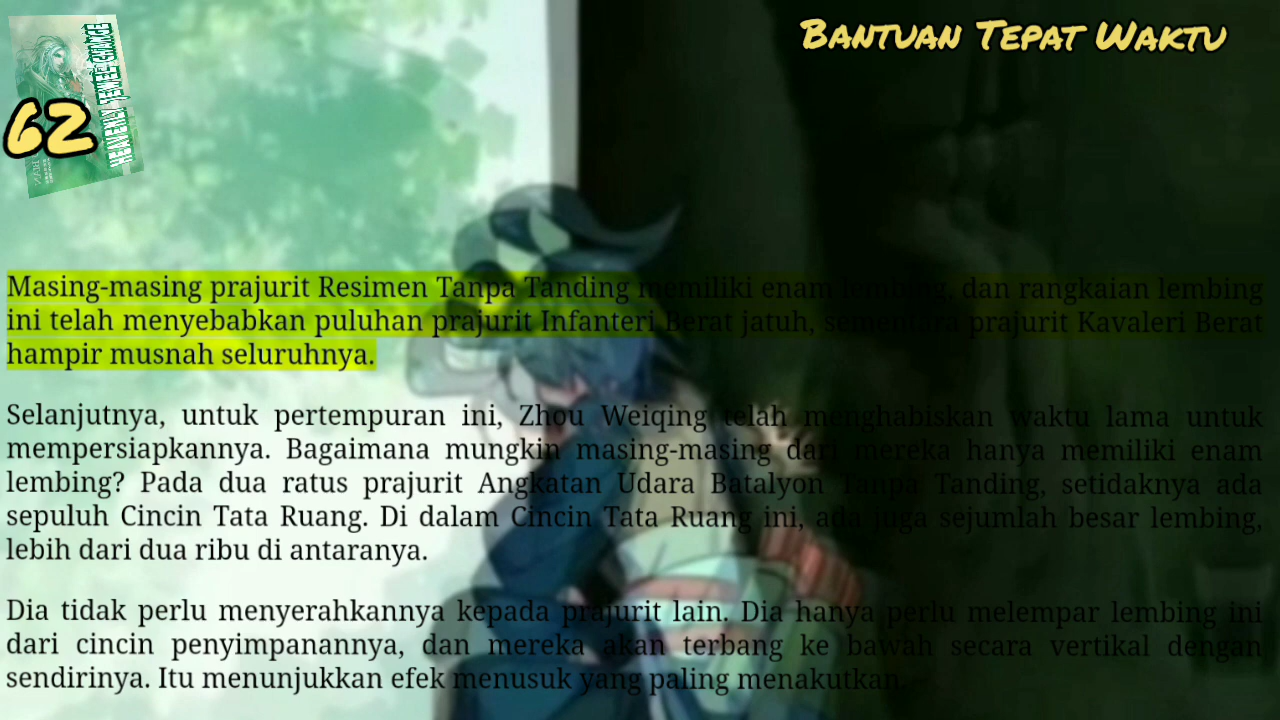 Bantuan Tepat Waktu
HEAVENLY JEWEL CHANGE
62
Masing-masing prajurit Resimen Tanpa Tanding memiliki enam lembing, dan rangkaian lembing
ini telah menyebabkan puluhan prajurit Infanteri Berat jatuh, sementara prajurit Kavaleri Berat
hampir musnah seluruhnya.
Selanjutnya, untuk pertempuran ini, Zhou Weiqing telah menghabiskan waktu lama untuk
mempersiapkannya. Bagaimana mungkin masing-masing dari mereka hanya memiliki enam
lembing? Pada dua ratus prajurit Angkatan Udara Batalyon Tanpa Tanding, setidaknya ada
sepuluh Cincin Tata Ruang. Di dalam Cincin Tata Ruang ini, ada juga sejumlah besar lembing,
lebih dari dua ribu di antaranya.
Dia tidak perlu menyerahkannya kepada prajurit lain. Dia hanya perlu melempar lembing ini
dari cincin penyimpanannya, dan mereka akan terbang ke bawah secara vertikal dengan
sendirinya. Itu menunjukkan efek menusuk yang paling menakutkan.